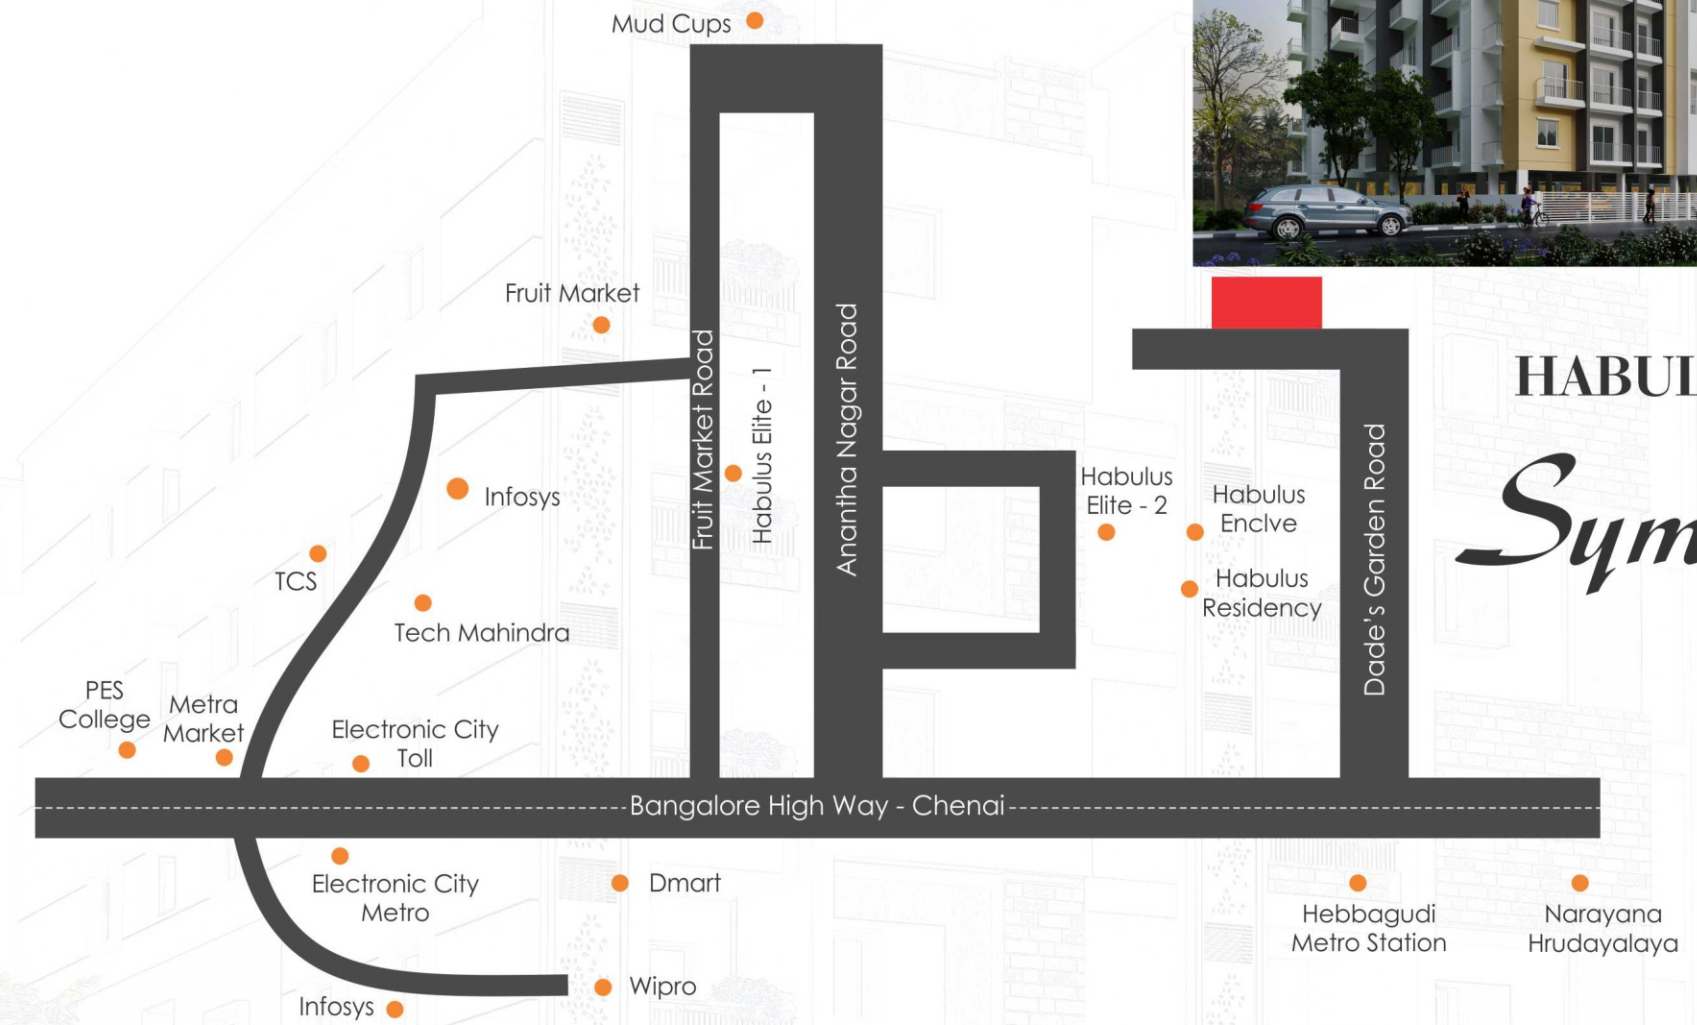 Mud Cups
Fruit Market
Fruit Market Road
Habulus Elite - 1
Anantha Nagar Road
Infosys
TCS
Tech Mahindra
Habulus
Elite - 2
Habulus
Enclve
Habulus
Residency
Dade's Garden Road
PES
College
Metra
Market
Electronic City
Toll
Bangalore High Way - Chenai
Electronic City
Metro
Dmart
Hebbagudi
Metro Station
Narayana
Hrudayalaya
Wipro
Infosys